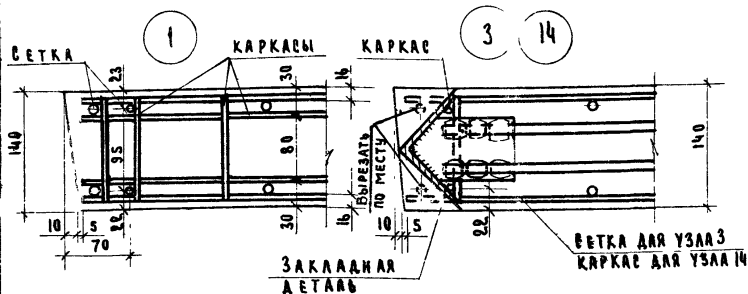 1
3
14
СЕТКА
КАРКАСЫ
КАРКАС
23
30
16
140
95
80
22
30
16
10
5
70
ВЫРЕЗАТЬ
ПО МЕСТУ
140
10
5
22
ЗАКЛАДНАЯ
ДЕТАЛЬ
СЕТКА ДЛЯ УЗЛА 3
КАРКАС ДЛЯ УЗЛА 14